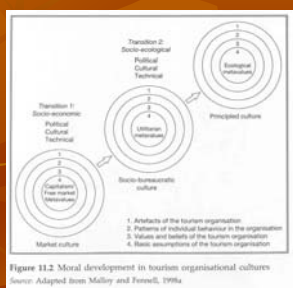 Transition 2:
Socio-ecological
Political
Cultural
Technical
1
2
3
4
Ecological
metavalues
Principled culture
Transition 1:
Socio-economic
Political
Cultural
Technical
1
2
3
4
Utilitarian
metavalues
Socio-bureaucratic
culture
1
2
3
4
Capitalism/
Free market
Metavalues
Market culture
1. Artefacts of the tourism organisation
2. Patterns of individual behaviour in the organisation
3. Values and beliefs of the tourism organisation
4. Basic assumptions of the tourism organisation
Figure 11.2 Moral development in tourism organisational cultures
Source: Adapted from Malloy and Fennell, 1998a